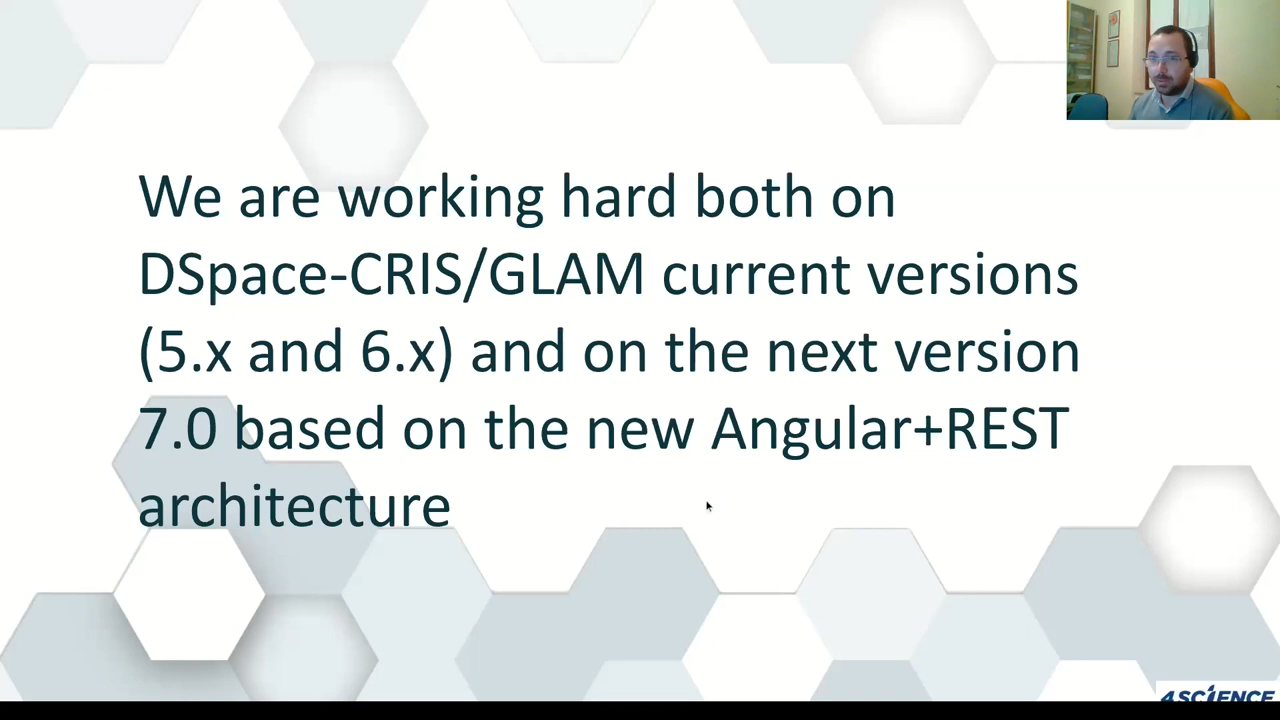 We are working hard both on
DSpace-CRIS/GLAM current versions
(5.x and 6.x) and on the next version
7.0 based on the new Angular+REST
architecture
4SCIENCE